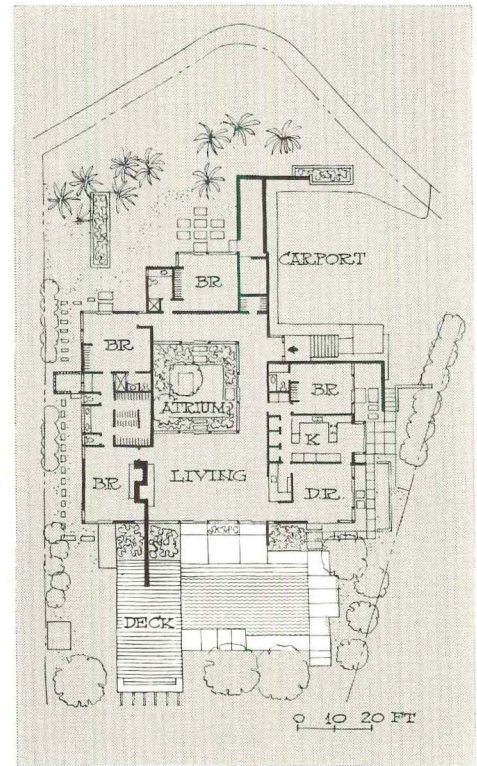 CARPORT
BR
BR
BR
ATRIUM
K
LIVING
BR
D.R.
DECK
0 10 20 FT